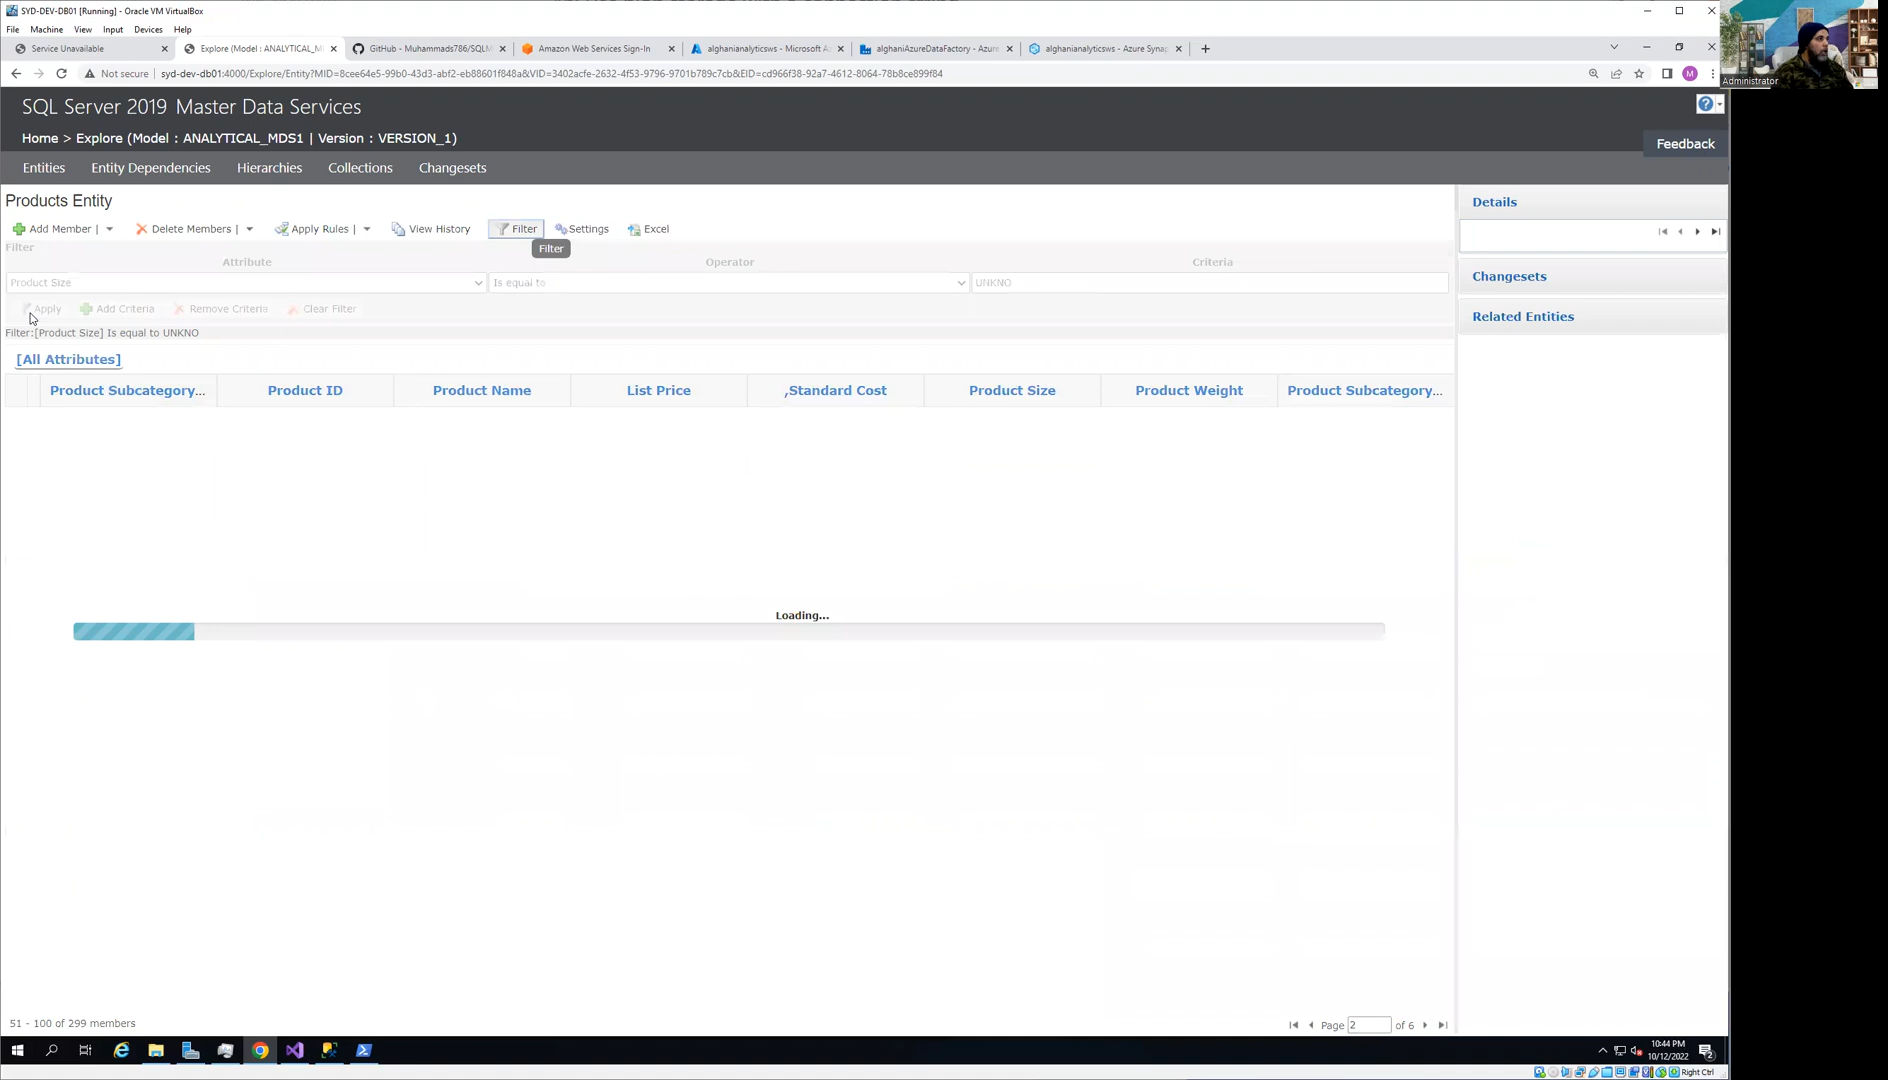 SYD-DEV-DB01 [Running] - Oracle VM VirtualBox
File Machine View Input Devices Help
Service Unavailable
Explore (Model : ANALYTICAL_M
GitHub - Muhammads786/SQLM
Amazon Web Services Sign-In
alghanianalyticsws - Microsoft A
alghaniAzureDataFactory - Azure
alghanianalyticsws - Azure Synap
Administrator
Not secure syd-dev-db01:4000/Explore/Entity?MID=8cee64e5-99b0-43d3-abf2-eb88601f848a&VID=3402acfe-2632-4f53-9796-9701b789c7cb&EID=cd966f38-92a7-4612-8064-78b8ce899f84
M
SQL Server 2019 Master Data Services
Home > Explore (Model : ANALYTICAL_MDS1 | Version : VERSION_1)
Feedback
Entities Entity Dependencies Hierarchies Collections Changesets
Products Entity
Add Member | Delete Members | Apply Rules | View History Filter Settings Excel
Filter
Filter
Attribute Operator Criteria
Product Size Is equal to UNKNO
Apply Add Criteria Remove Criteria Clear Filter
Filter:[Product Size] Is equal to UNKNO
[All Attributes]
Product Subcategory... Product ID Product Name List Price ,Standard Cost Product Size Product Weight Product Subcategory...
Loading...
51 - 100 of 299 members
Page 2 of 6
Details
Changesets
Related Entities
10:44 PM
10/12/2022
2
Right Ctrl